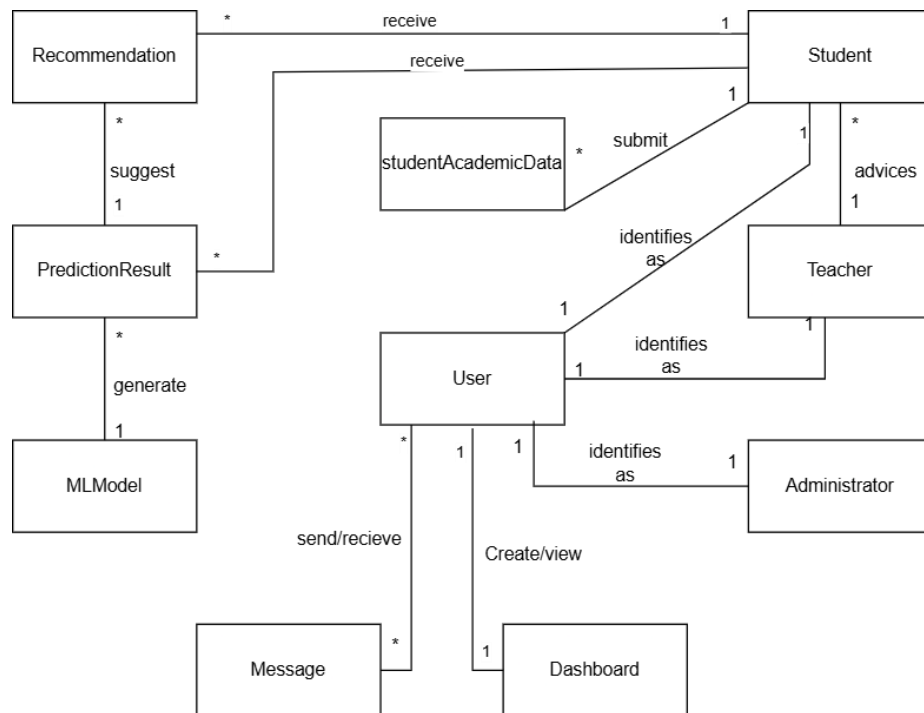 *
receive
1
Recommendation
Student
receive
*
1
1
*
studentAcademicData
*
submit
suggest
advices
1
1
identifies
as
PredictionResult
*
Teacher
*
1
1
identifies
as
1
User
generate
1
*
1
1
identifies
as
1
MLModel
Administrator
send/recieve
Create/view
*
1
Message
Dashboard